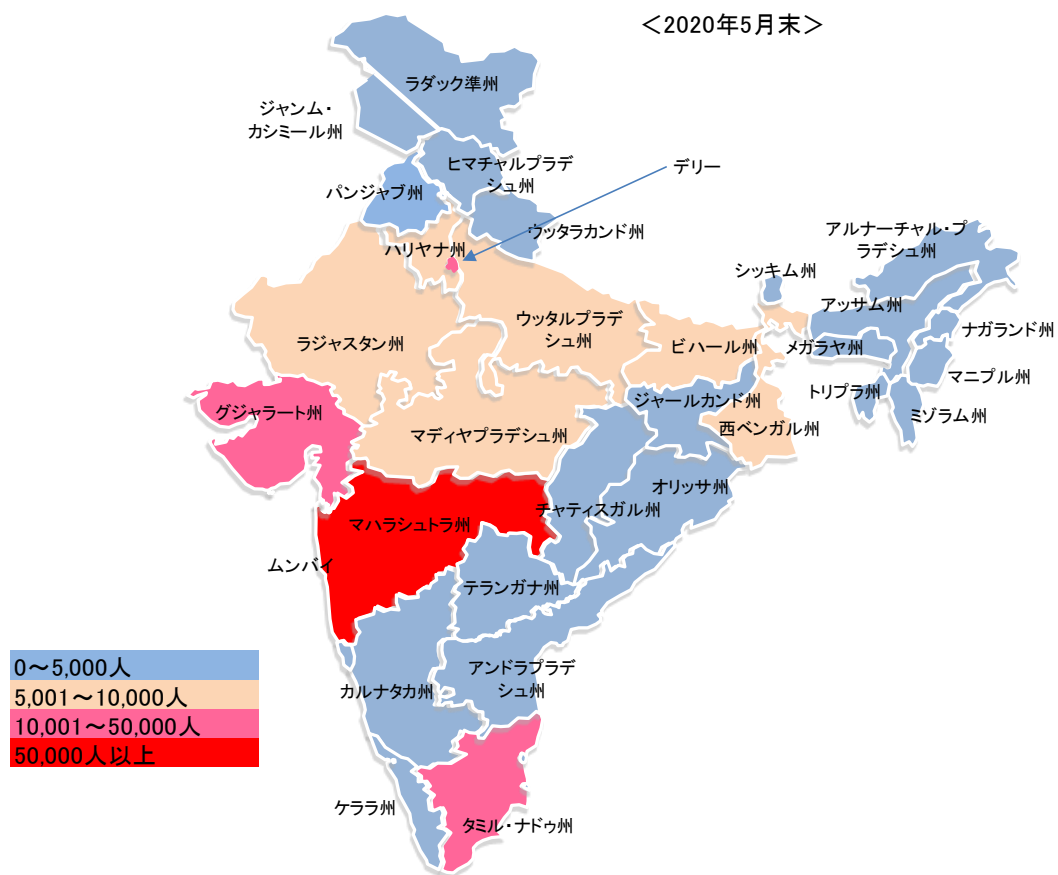 ＜2020年5月末＞
ラダック準州
ジャンム・
カシミール州
ヒマチャルプラデ
シュ州
デリー
パンジャブ州
ウッタラカンド州
アルナーチャル・プ
ラデシュ州
ハリヤナ州
シッキム州
アッサム州
ウッタルプラデ
シュ州
ナガランド州
ラジャスタン州
ビハール州
メガラヤ州
マニプル州
トリプラ州
ジャールカンド州
グジャラート州
ミゾラム州
マディヤプラデシュ州
西ベンガル州
オリッサ州
チャティスガル州
マハラシュトラ州
ムンバイ
テランガナ州
アンドラプラデ
シュ州
カルナタカ州
0～5,000人
5,001～10,000人
10,001～50,000人
50,000人以上
ケララ州
タミル・ナドゥ州